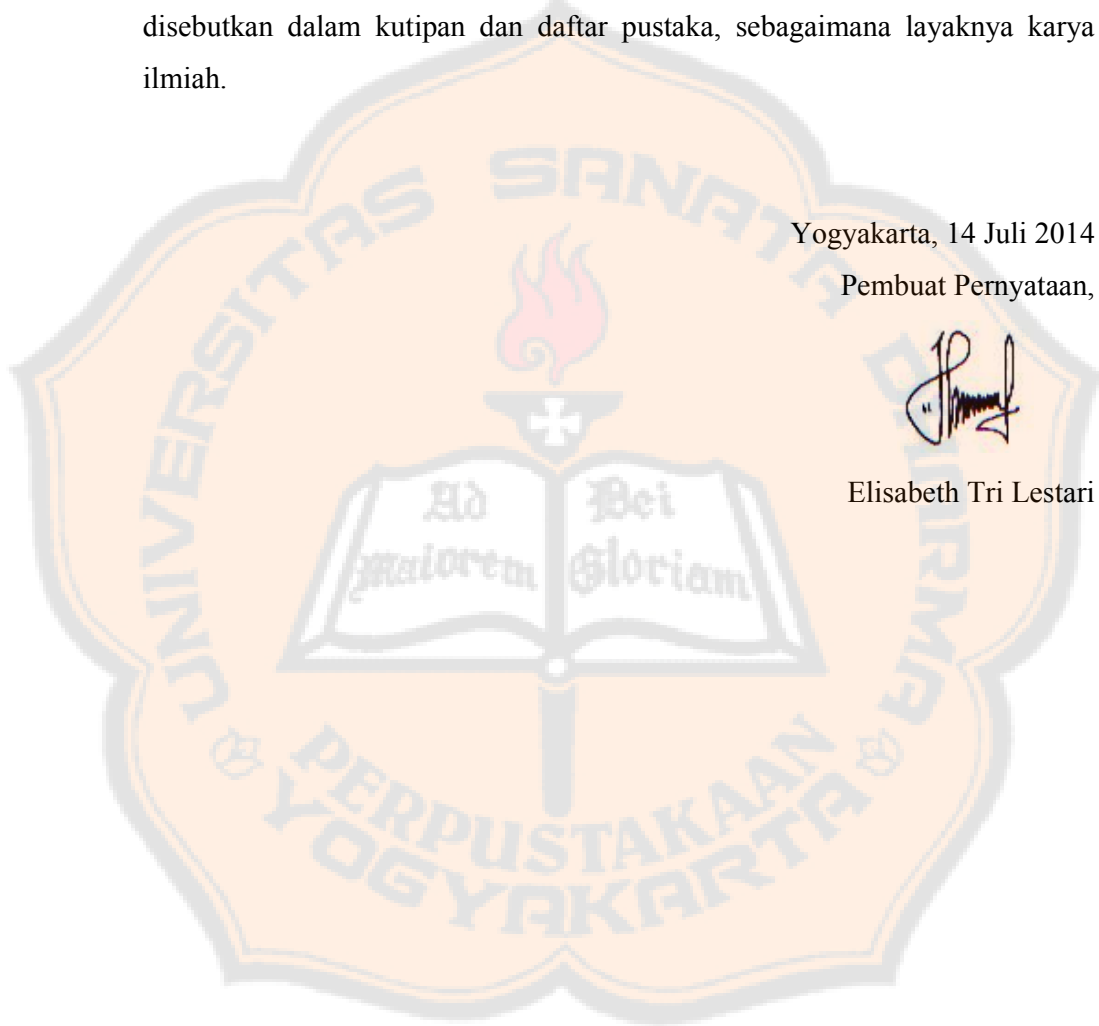 disebutkan dalam kutipan dan daftar pustaka, sebagaimana layaknya karya
ilmiah.
UNIVERSITAS SANATA DHARMA
Yogyakarta, 14 Juli 2014
Pembuat Pernyataan,
Elisabeth Tri Lestari
Ad Dei
Maiorem Gloriam
PERPUSTAKAAN
YOGYAKARTA